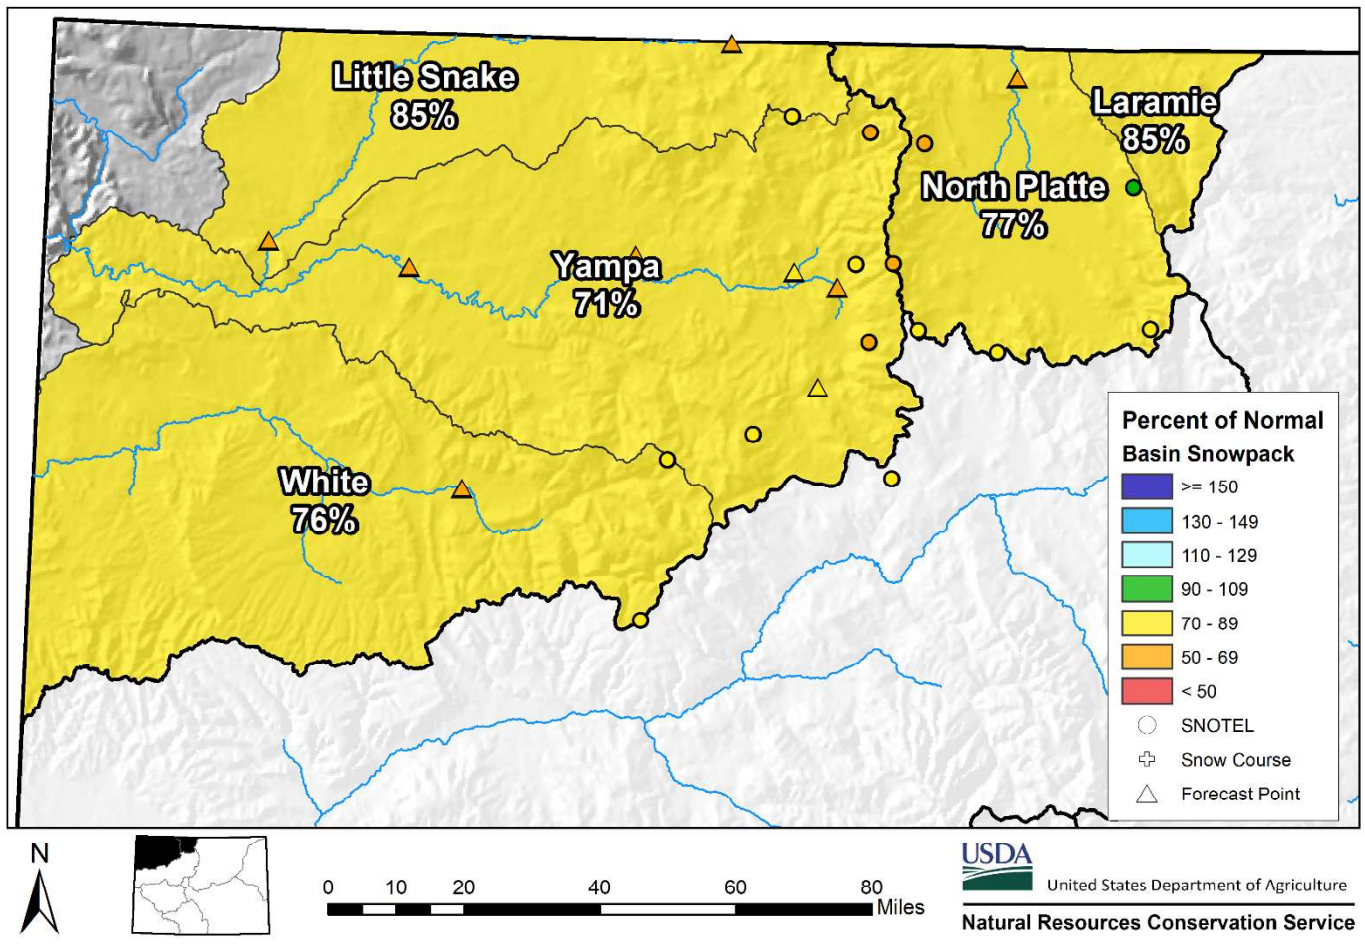 Little Snake
85%
Laramie
85%
North Platte
77%
Yampa
71%
White
76%
Percent of Normal
Basin Snowpack
>= 150
130 - 149
110 - 129
90 - 109
70 - 89
50 - 69
< 50
SNOTEL
Snow Course
Forecast Point
N
0 10 20 40 60 80
Miles
USDA
United States Department of Agriculture
Natural Resources Conservation Service